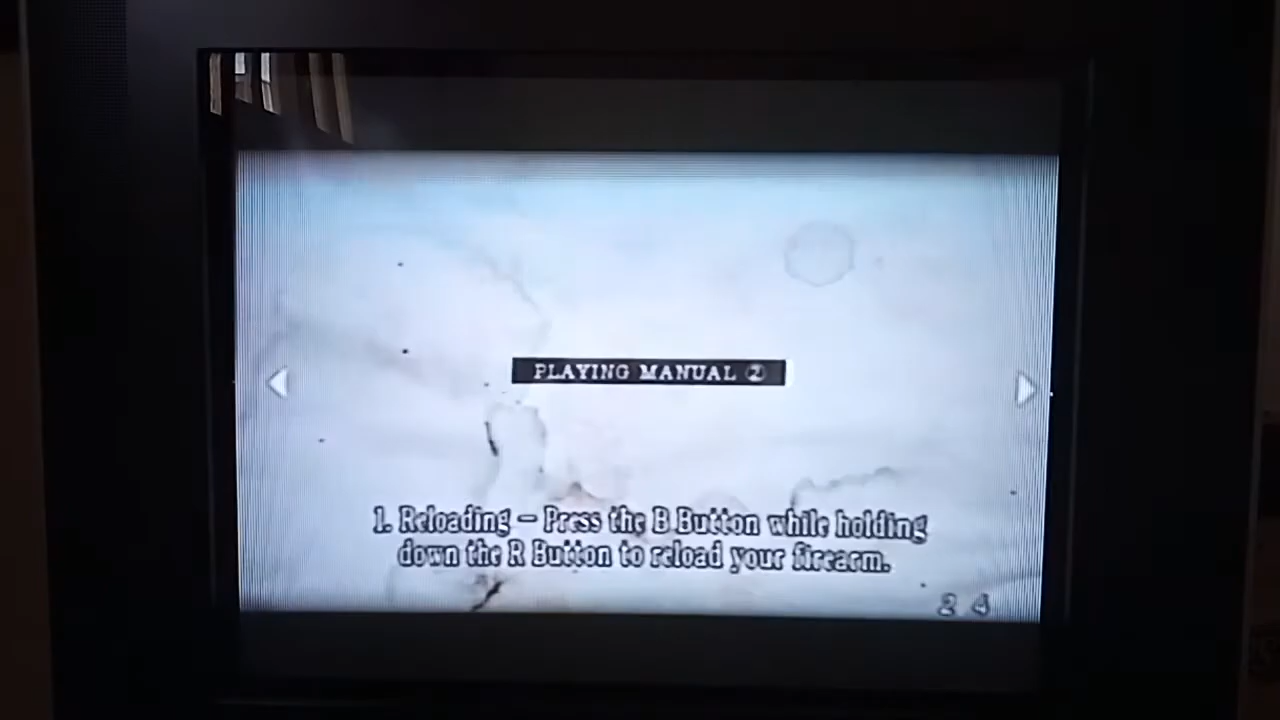 PLAYING MANUAL ②
1. Reloading – Press the B Button while holding
down the R Button to reload your firearm.
2 4